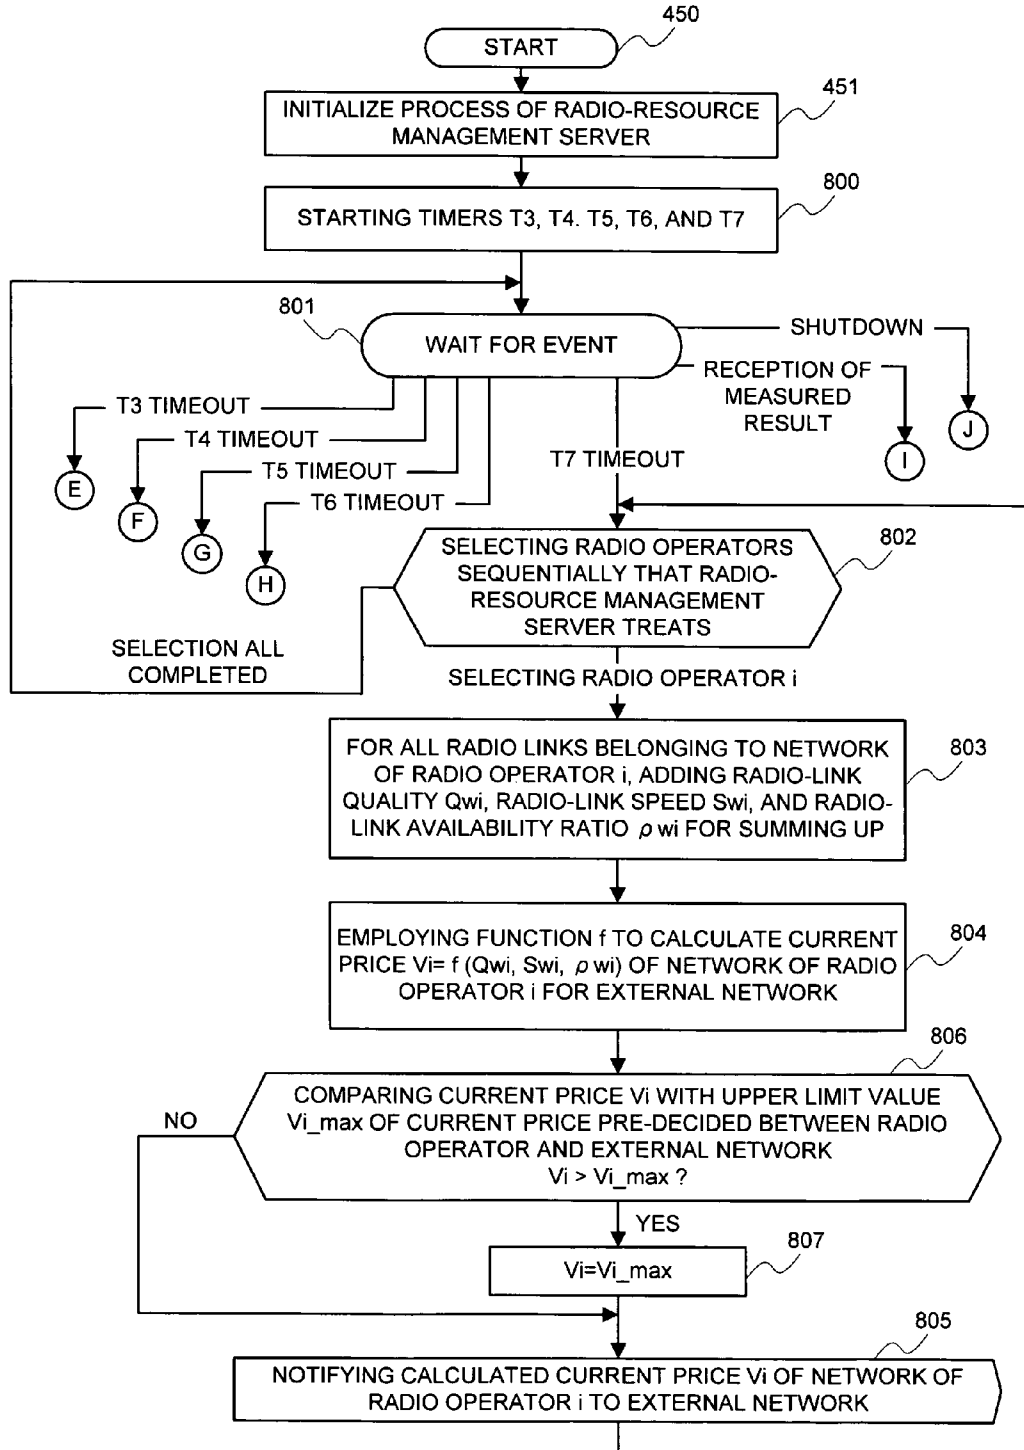 450
START
451
INITIALIZE PROCESS OF RADIO-RESOURCE
MANAGEMENT SERVER
800
STARTING TIMERS T3, T4. T5, T6, AND T7
801
WAIT FOR EVENT
SHUTDOWN
RECEPTION OF
MEASURED
RESULT
T3 TIMEOUT
T4 TIMEOUT
T5 TIMEOUT
T6 TIMEOUT
T7 TIMEOUT
J
I
E
F
G
H
802
SELECTING RADIO OPERATORS
SEQUENTIALLY THAT RADIO-
RESOURCE MANAGEMENT
SERVER TREATS
SELECTION ALL
COMPLETED
SELECTING RADIO OPERATOR i
803
FOR ALL RADIO LINKS BELONGING TO NETWORK
OF RADIO OPERATOR i, ADDING RADIO-LINK
QUALITY Qwi, RADIO-LINK SPEED Swi, AND RADIO-
LINK AVAILABILITY RATIO ρwi FOR SUMMING UP
804
EMPLOYING FUNCTION f TO CALCULATE CURRENT
PRICE Vi= f (Qwi, Swi, ρwi) OF NETWORK OF RADIO
OPERATOR i FOR EXTERNAL NETWORK
806
COMPARING CURRENT PRICE Vi WITH UPPER LIMIT VALUE
Vi_max OF CURRENT PRICE PRE-DECIDED BETWEEN RADIO
OPERATOR AND EXTERNAL NETWORK
Vi > Vi_max ?
NO
YES
807
Vi=Vi_max
805
NOTIFYING CALCULATED CURRENT PRICE Vi OF NETWORK OF
RADIO OPERATOR i TO EXTERNAL NETWORK